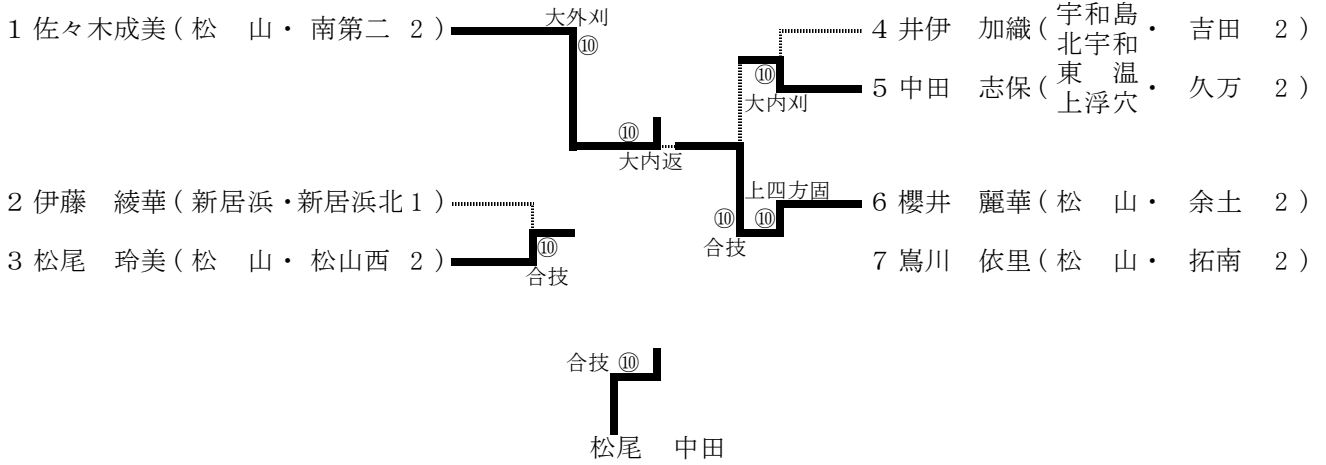 大外刈
1 佐々木成美 ( 松　山 ・ 南第二 2 )
⑩
4 井伊　加織 ( 宇和島 北宇和 ・ 吉田 2 )
⑩
大内刈
5 中田　志保 ( 東　温 上浮穴 ・ 久万 2 )
⑩
大内返
2 伊藤　綾華 ( 新居浜 ・ 新居浜北 1 )
上四方固
6 櫻井　麗華 ( 松　山 ・ 余土 2 )
⑩ ⑩
合技
3 松尾　玲美 ( 松　山 ・ 松山西 2 )
⑩
合技
7 嶌川　依里 ( 松　山 ・ 拓南 2 )
合技 ⑩
松尾　中田